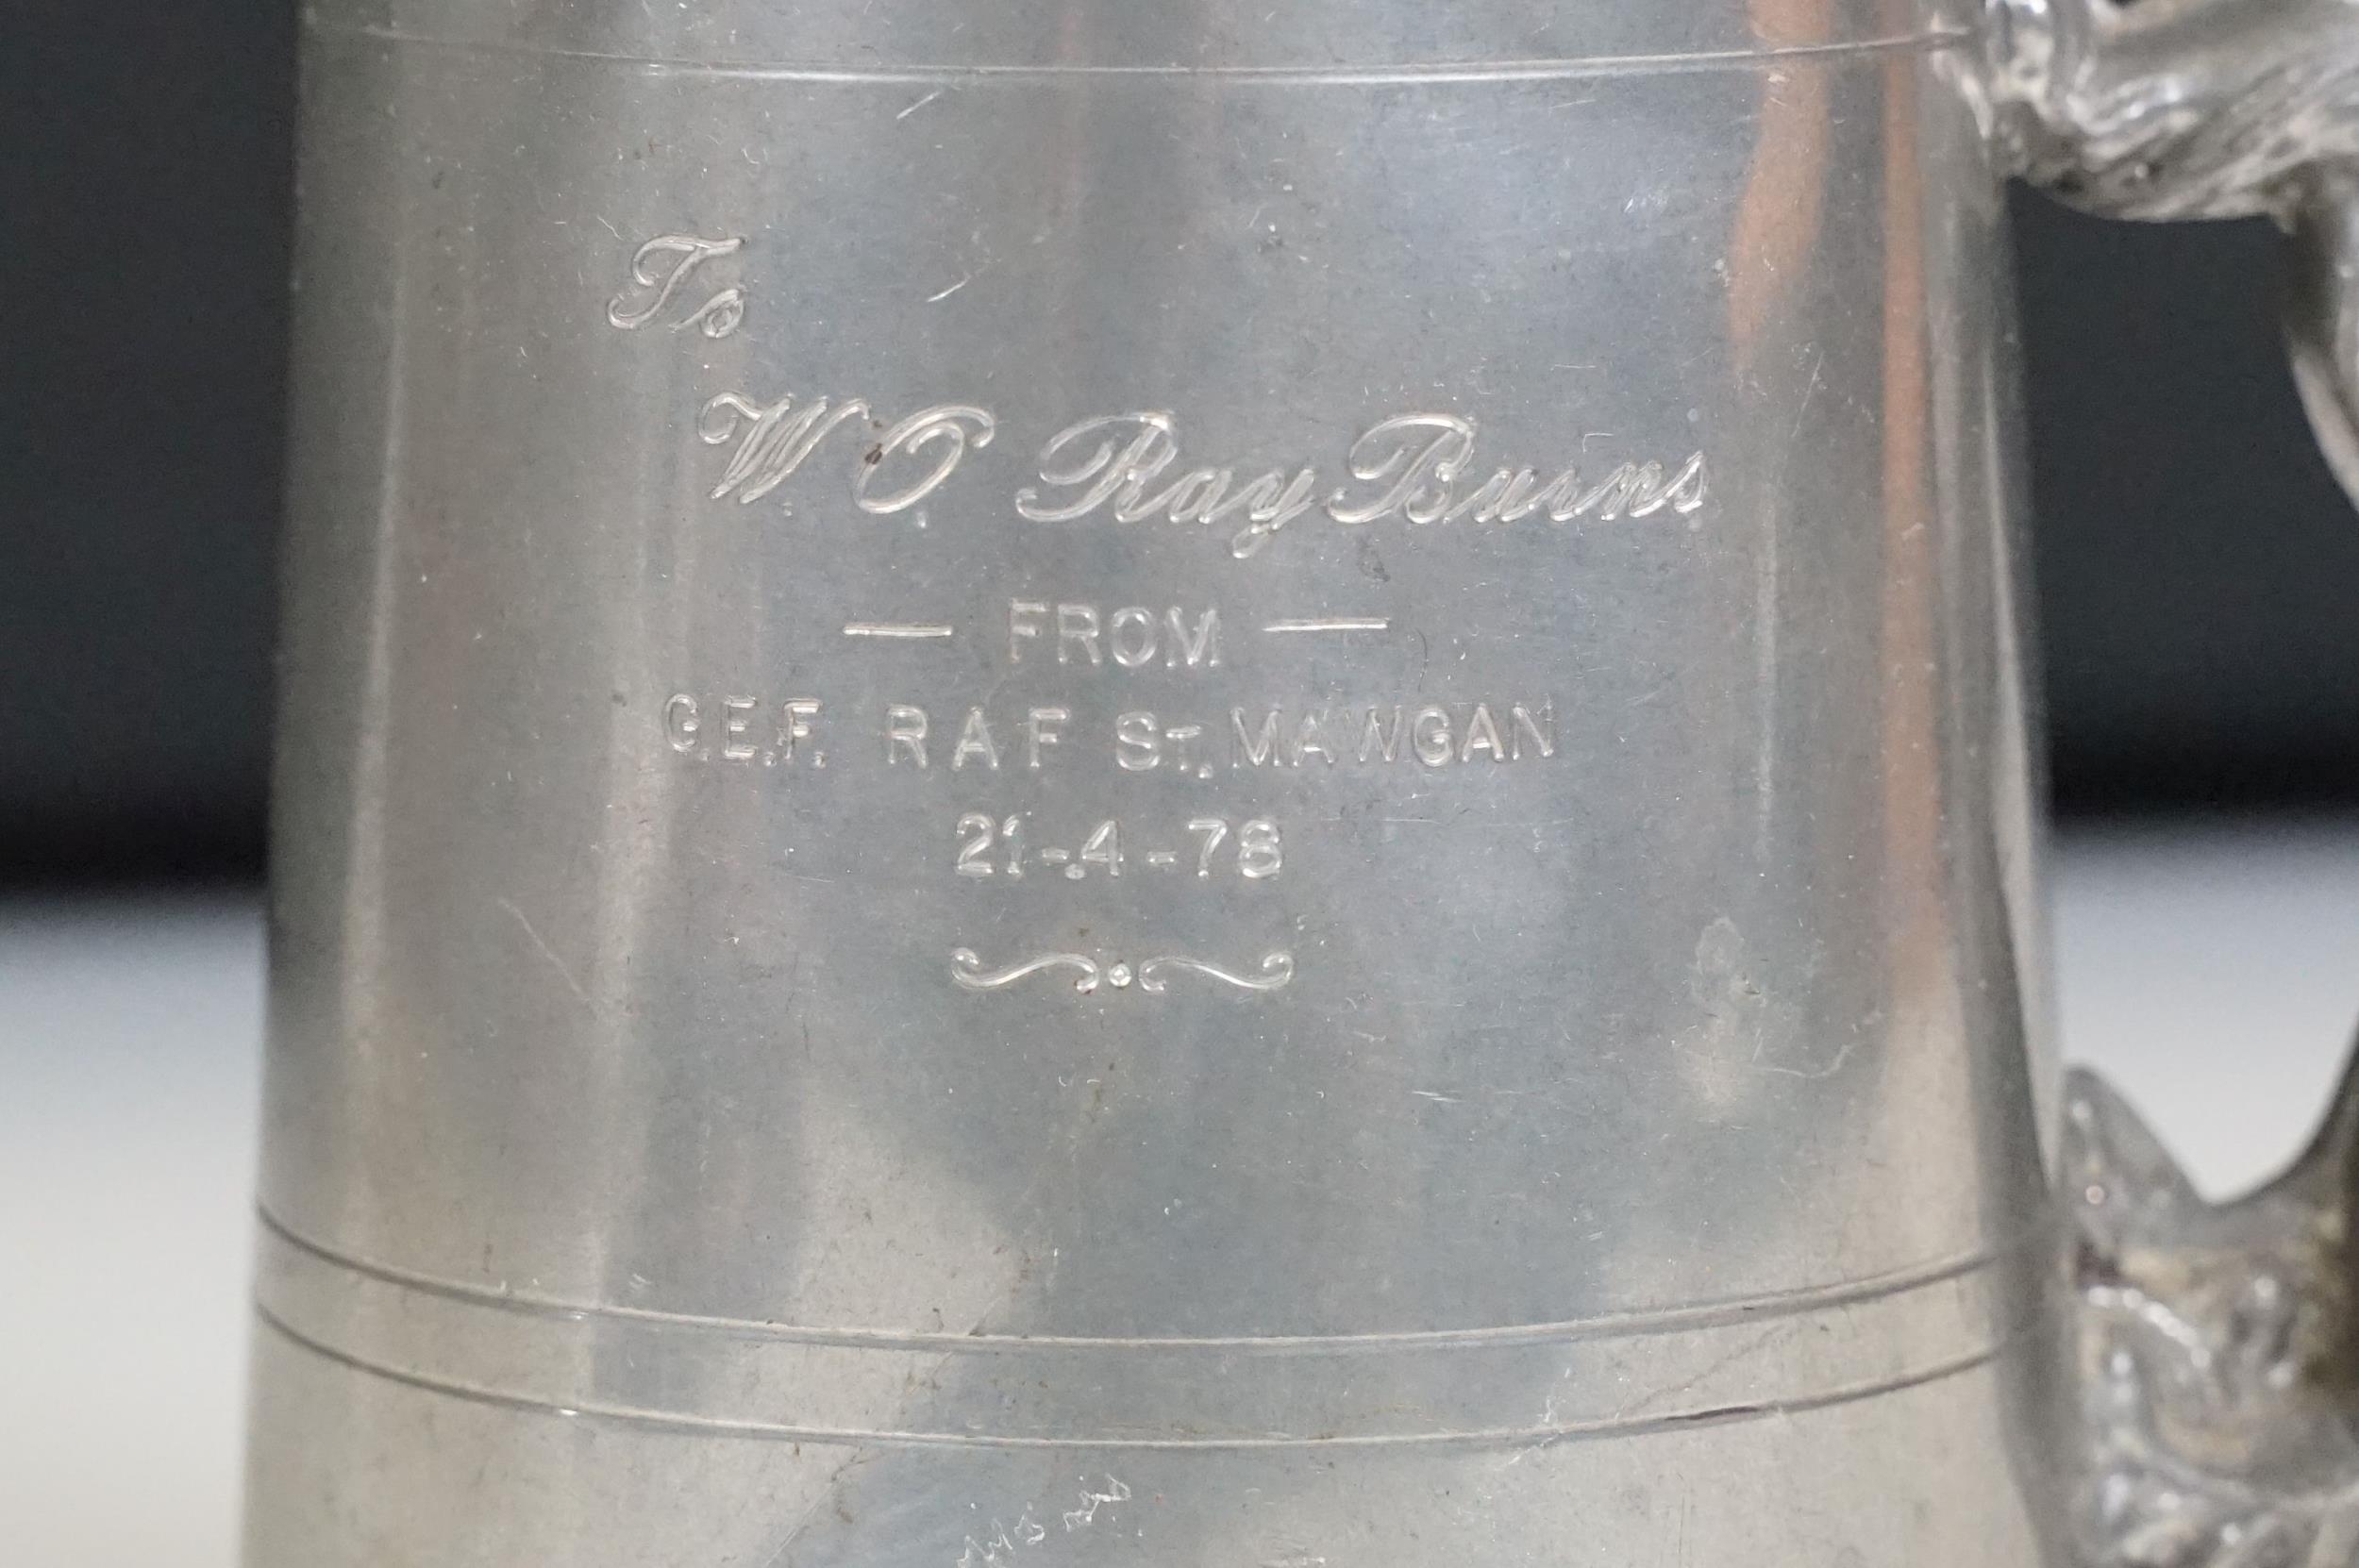 To
W.O. Ray Burns
— FROM —
G.E.F. RAF ST. MAWGAN
21-4-78